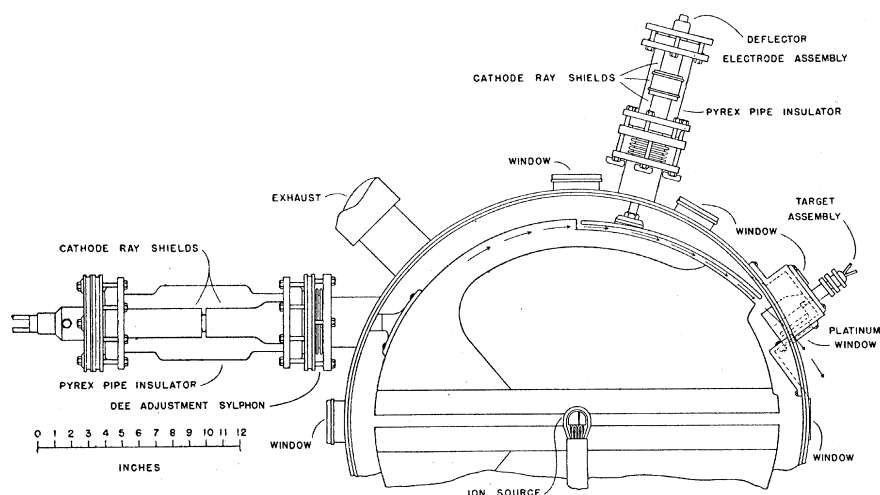 DEFLECTOR
ELECTRODE ASSEMBLY
CATHODE RAY SHIELDS
PYREX PIPE INSULATOR
WINDOW
EXHAUST
TARGET
ASSEMBLY
WINDOW
CATHODE RAY SHIELDS
PLATINUM
WINDOW
PYREX PIPE INSULATOR
DEE ADJUSTMENT SYLPHON
0 1 2 3 4 5 6 7 8 9 10 11 12
INCHES
WINDOW
WINDOW
ION SOURCE